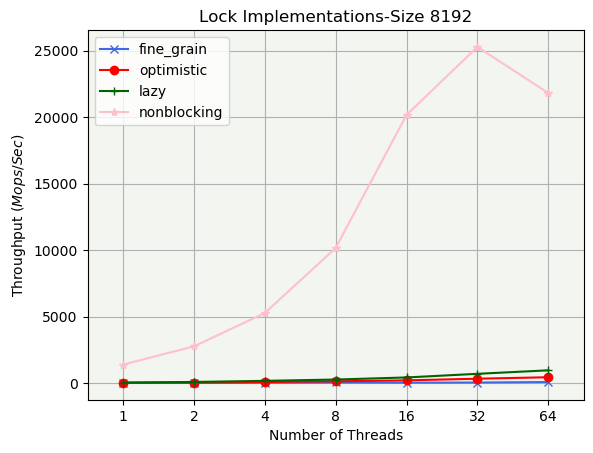 Lock Implementations-Size 8192
fine_grain
optimistic
lazy
nonblocking
25000
20000
15000
10000
5000
0
Throughput (Mops/Sec)
1 2 4 8 16 32 64
Number of Threads